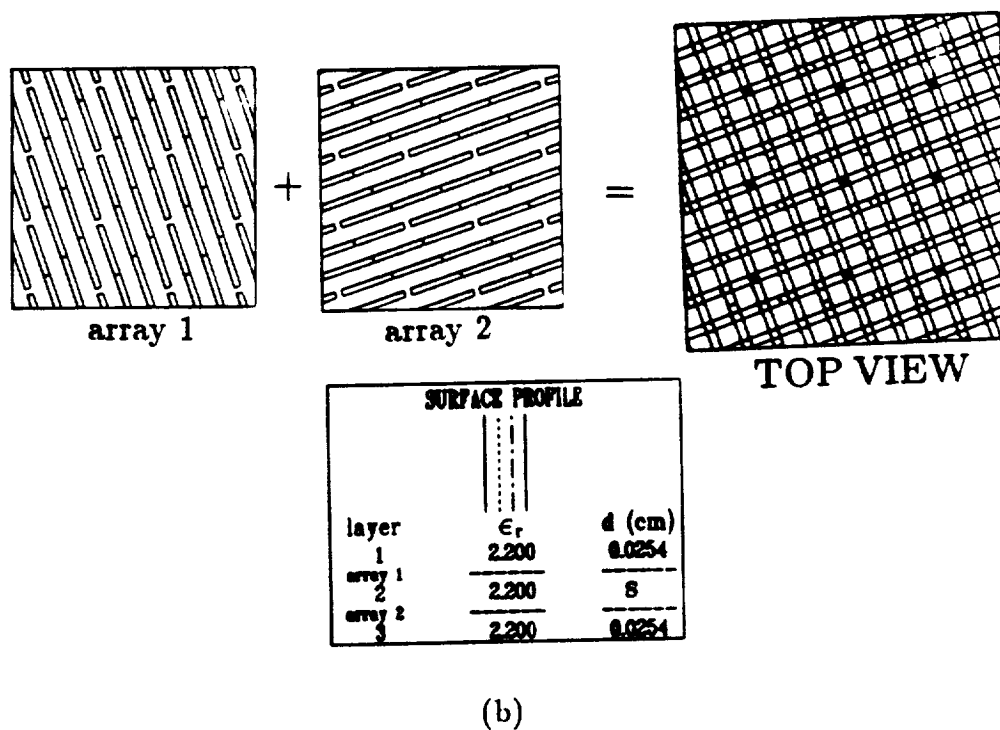 + =
array 1 array 2
TOP VIEW
SURFACE PROFILE
layer ϵr d (cm)
1 2.200 0.0254
array 1
2 2.200 S
array 2
3 2.200 0.0254
(b)